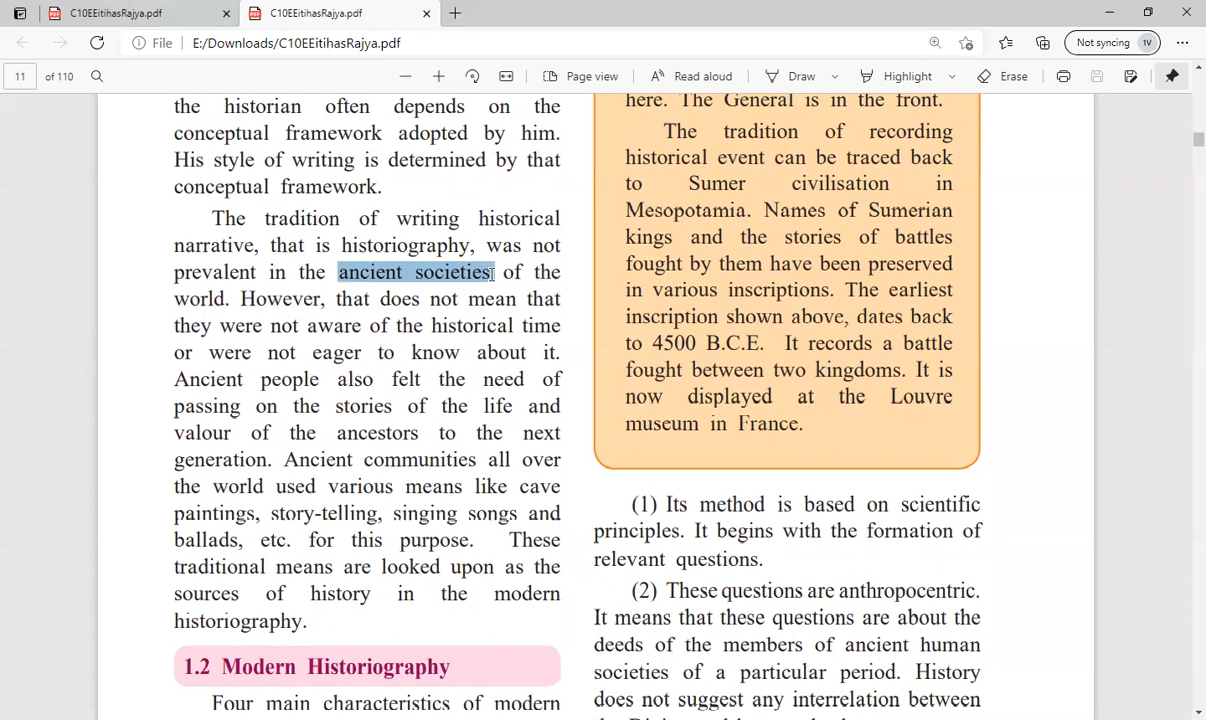 C10EEitihasRajya.pdf
C10EEitihasRajya.pdf
File
E:/Downloads/C10EEitihasRajya.pdf
Not syncing
1V
11
of 110
Page view
Read aloud
Draw
Highlight
Erase
the historian often depends on the
conceptual framework adopted by him.
His style of writing is determined by that
conceptual framework.
The tradition of writing historical
narrative, that is historiography, was not
prevalent in the ancient societies of the
world. However, that does not mean that
they were not aware of the historical time
or were not eager to know about it.
Ancient people also felt the need of
passing on the stories of the life and
valour of the ancestors to the next
generation. Ancient communities all over
the world used various means like cave
paintings, story-telling, singing songs and
ballads, etc. for this purpose. These
traditional means are looked upon as the
sources of history in the modern
historiography.
1.2 Modern Historiography
Four main characteristics of modern
here. The General is in the front.
The tradition of recording
historical event can be traced back
to Sumer civilisation in
Mesopotamia. Names of Sumerian
kings and the stories of battles
fought by them have been preserved
in various inscriptions. The earliest
inscription shown above, dates back
to 4500 B.C.E. It records a battle
fought between two kingdoms. It is
now displayed at the Louvre
museum in France.
(1) Its method is based on scientific
principles. It begins with the formation of
relevant questions.
(2) These questions are anthropocentric.
It means that these questions are about the
deeds of the members of ancient human
societies of a particular period. History
does not suggest any interrelation between